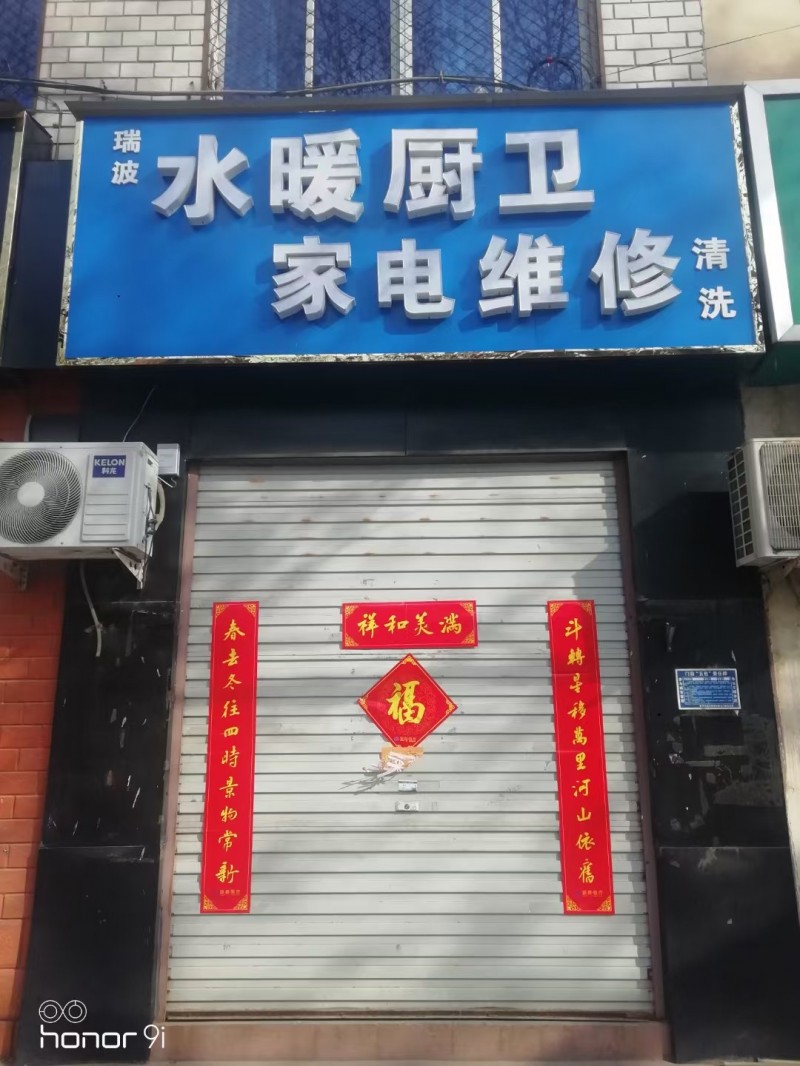 瑞波
水暖厨卫
家电维修
清洗
KELON
科龙
祥和美满
福
斗轉星移萬里河山依舊
春去冬往四時景物常新
honor 9i